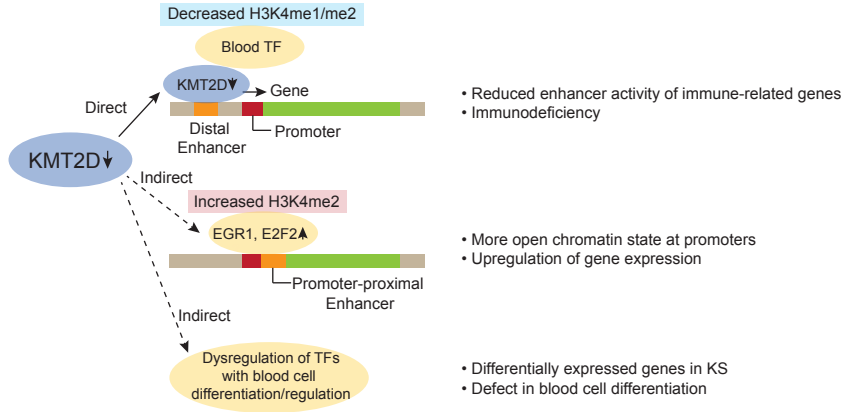 Decreased H3K4me1/me2
Blood TF
KMT2D
Gene
Direct
Distal
Enhancer
Promoter
• Reduced enhancer activity of immune-related genes
• Immunodeficiency
KMT2D
Indirect
Increased H3K4me2
EGR1, E2F2
Promoter-proximal
Enhancer
• More open chromatin state at promoters
• Upregulation of gene expression
Indirect
Dysregulation of TFs
with blood cell
differentiation/regulation
• Differentially expressed genes in KS
• Defect in blood cell differentiation